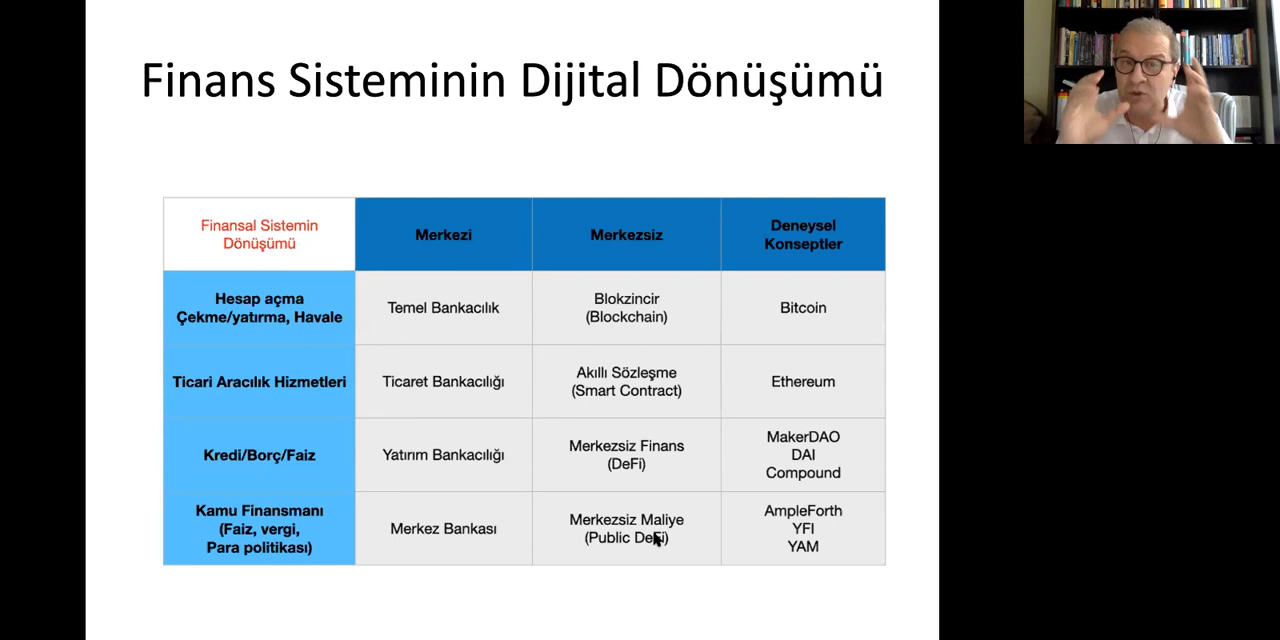 Finans Sisteminin Dijital Dönüşümü
Finansal Sistemin
Dönüşümü
Merkezi
Merkezsiz
Deneysel
Konseptler
Hesap açma
Çekme/yatırma, Havale
Temel Bankacılık
Blokzincir
(Blockchain)
Bitcoin
Ticari Aracılık Hizmetleri
Ticaret Bankacılığı
Akıllı Sözleşme
(Smart Contract)
Ethereum
Kredi/Borç/Faiz
Yatırım Bankacılığı
Merkezsiz Finans
(DeFi)
MakerDAO
DAI
Compound
Kamu Finansmanı
(Faiz, vergi,
Para politikası)
Merkez Bankası
Merkezsiz Maliye
(Public DeFi)
AmpleForth
YFI
YAM